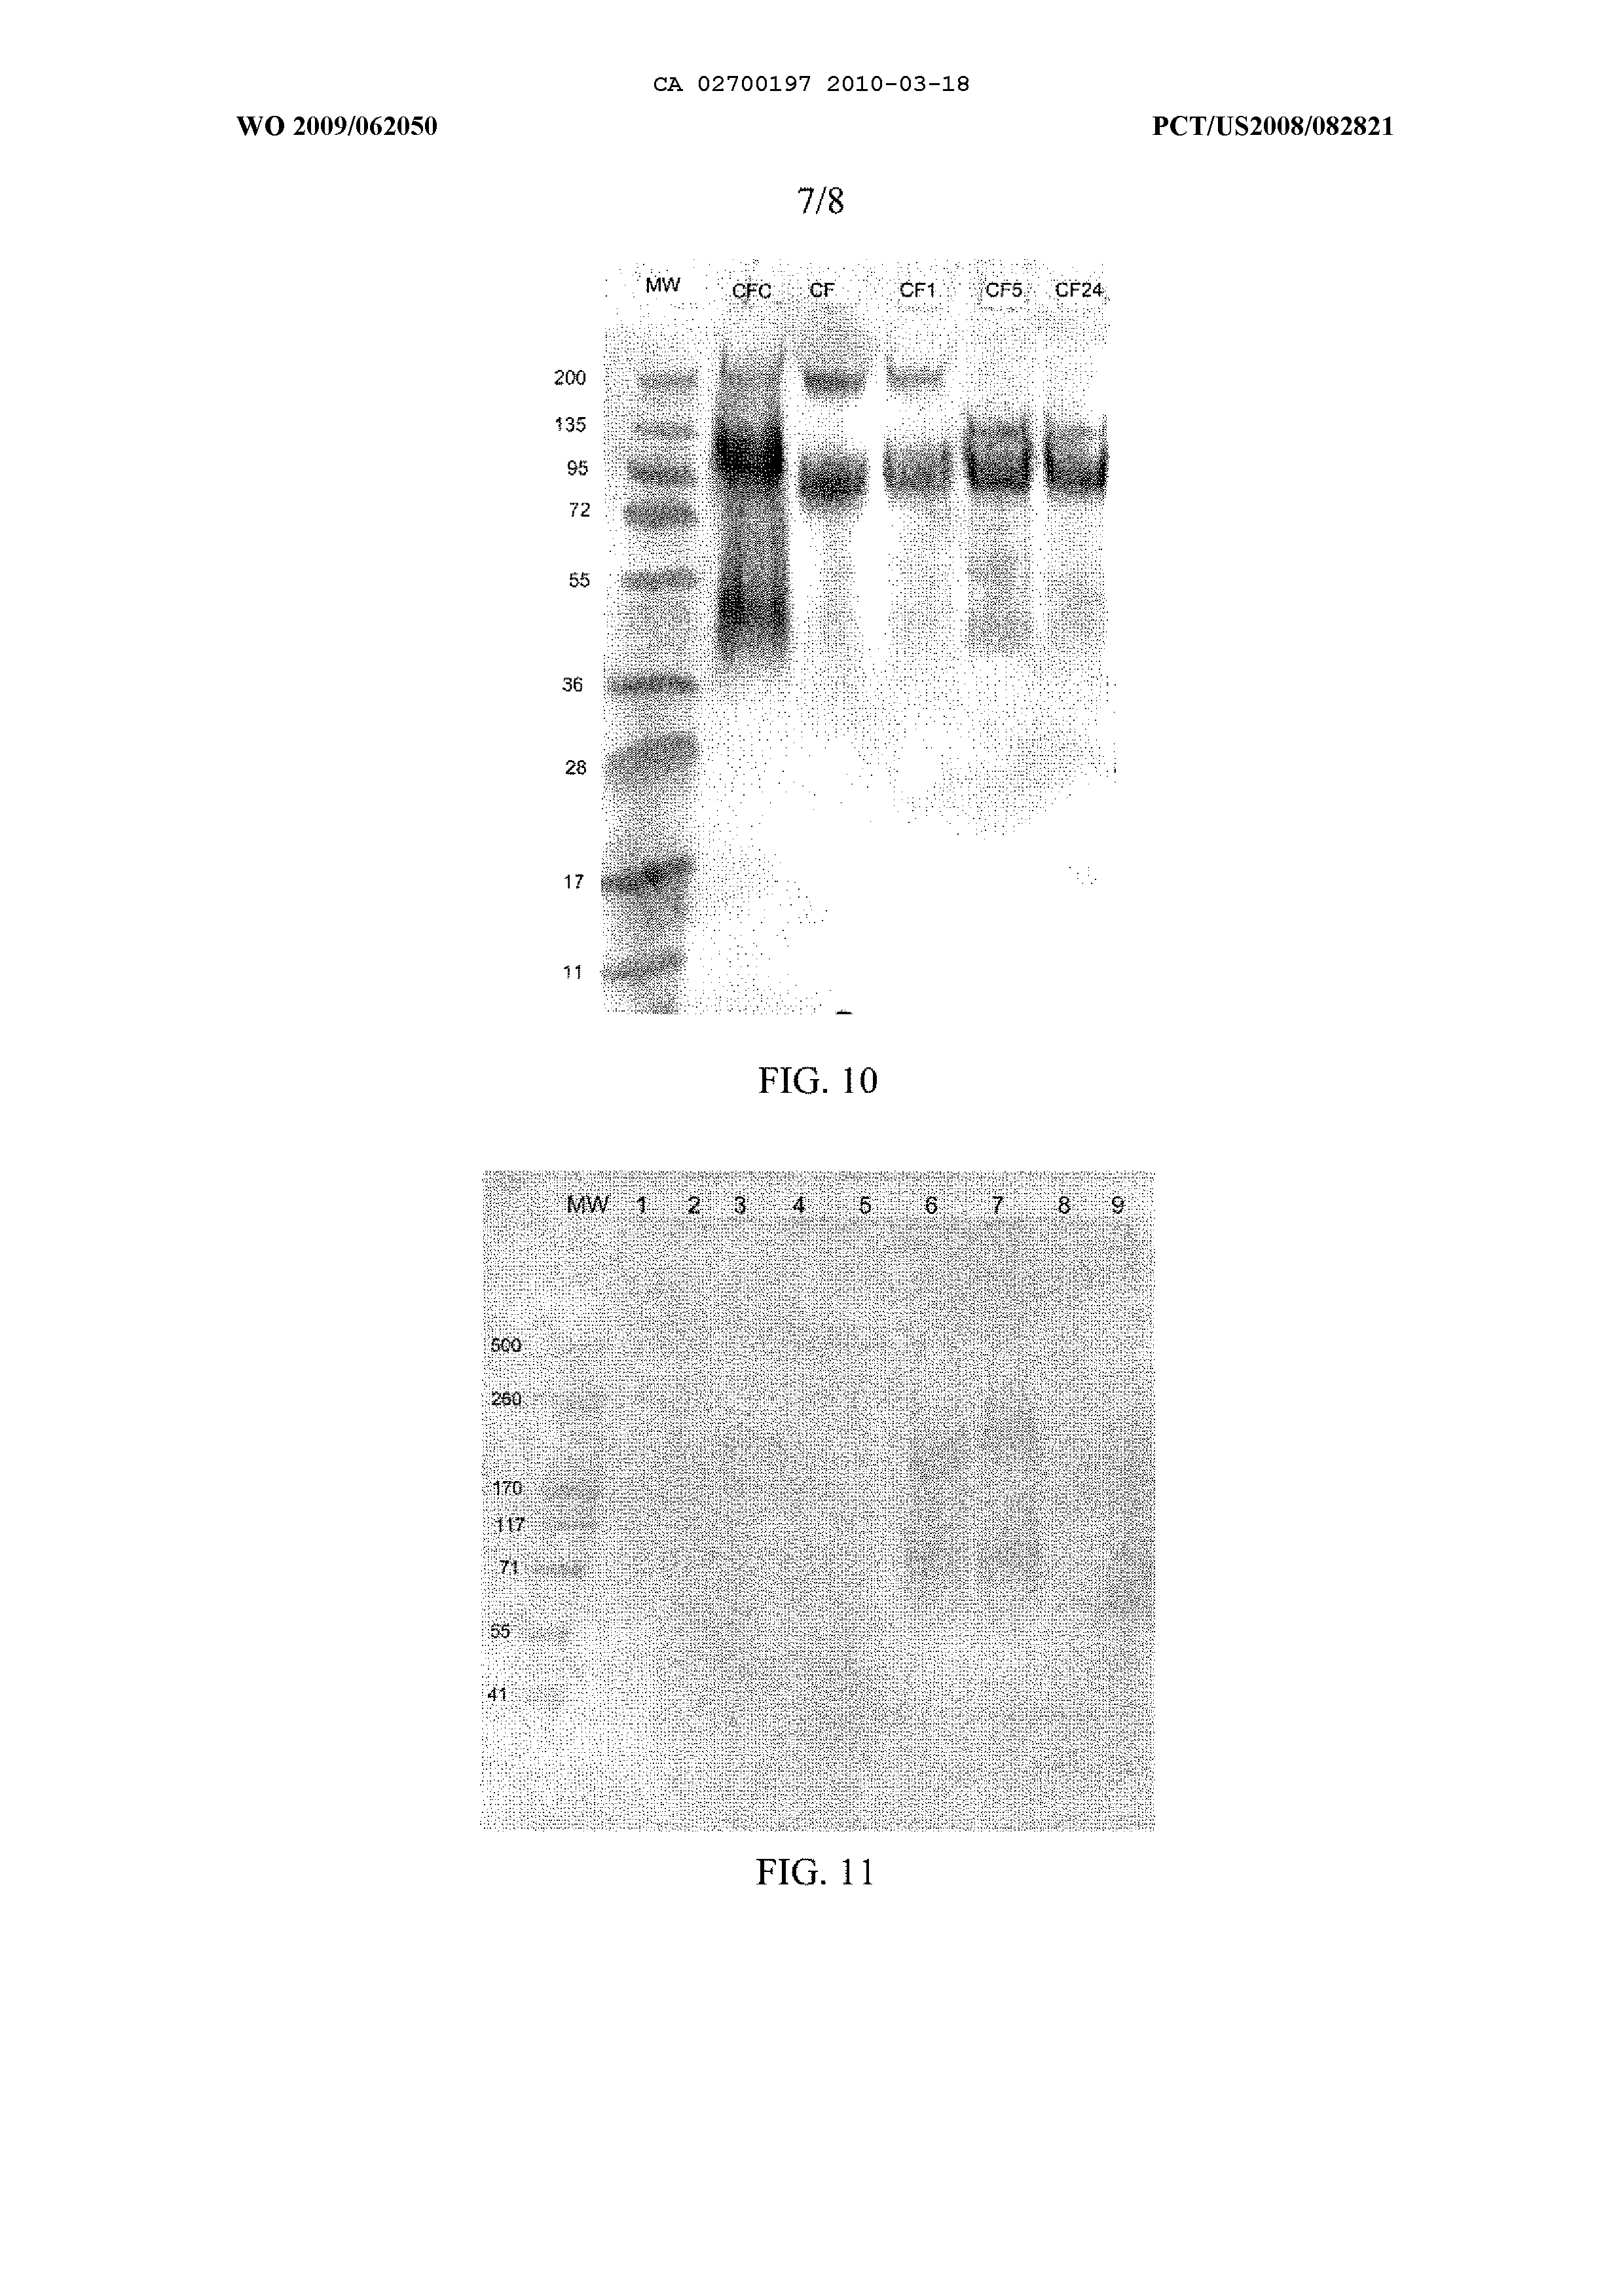 CA 02700197 2010-03-18
WO 2009/062050 PCT/US2008/082821
7/8
MW CFC CF CF1 CF5 CF24
200
135
95
72
55
36
28
17
11
FIG. 10
MW 1 2 3 4 5 6 7 8 9
500
260
170
117
71
55
41
FIG. 11